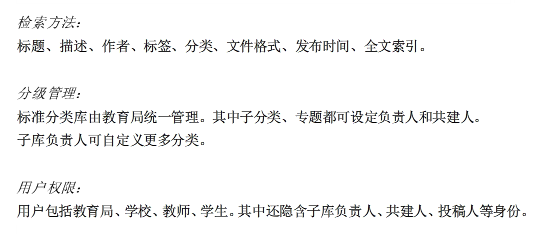 检索方法：
标题、描述、作者、标签、分类、文件格式、发布时间、全文索引。
分级管理：
标准分类库由教育局统一管理。其中子分类、专题都可设定负责人和共建人。
子库负责人可自定义更多分类。
用户权限：
用户包括教育局、学校、教师、学生。其中还隐含子库负责人、共建人、投稿人等身份。